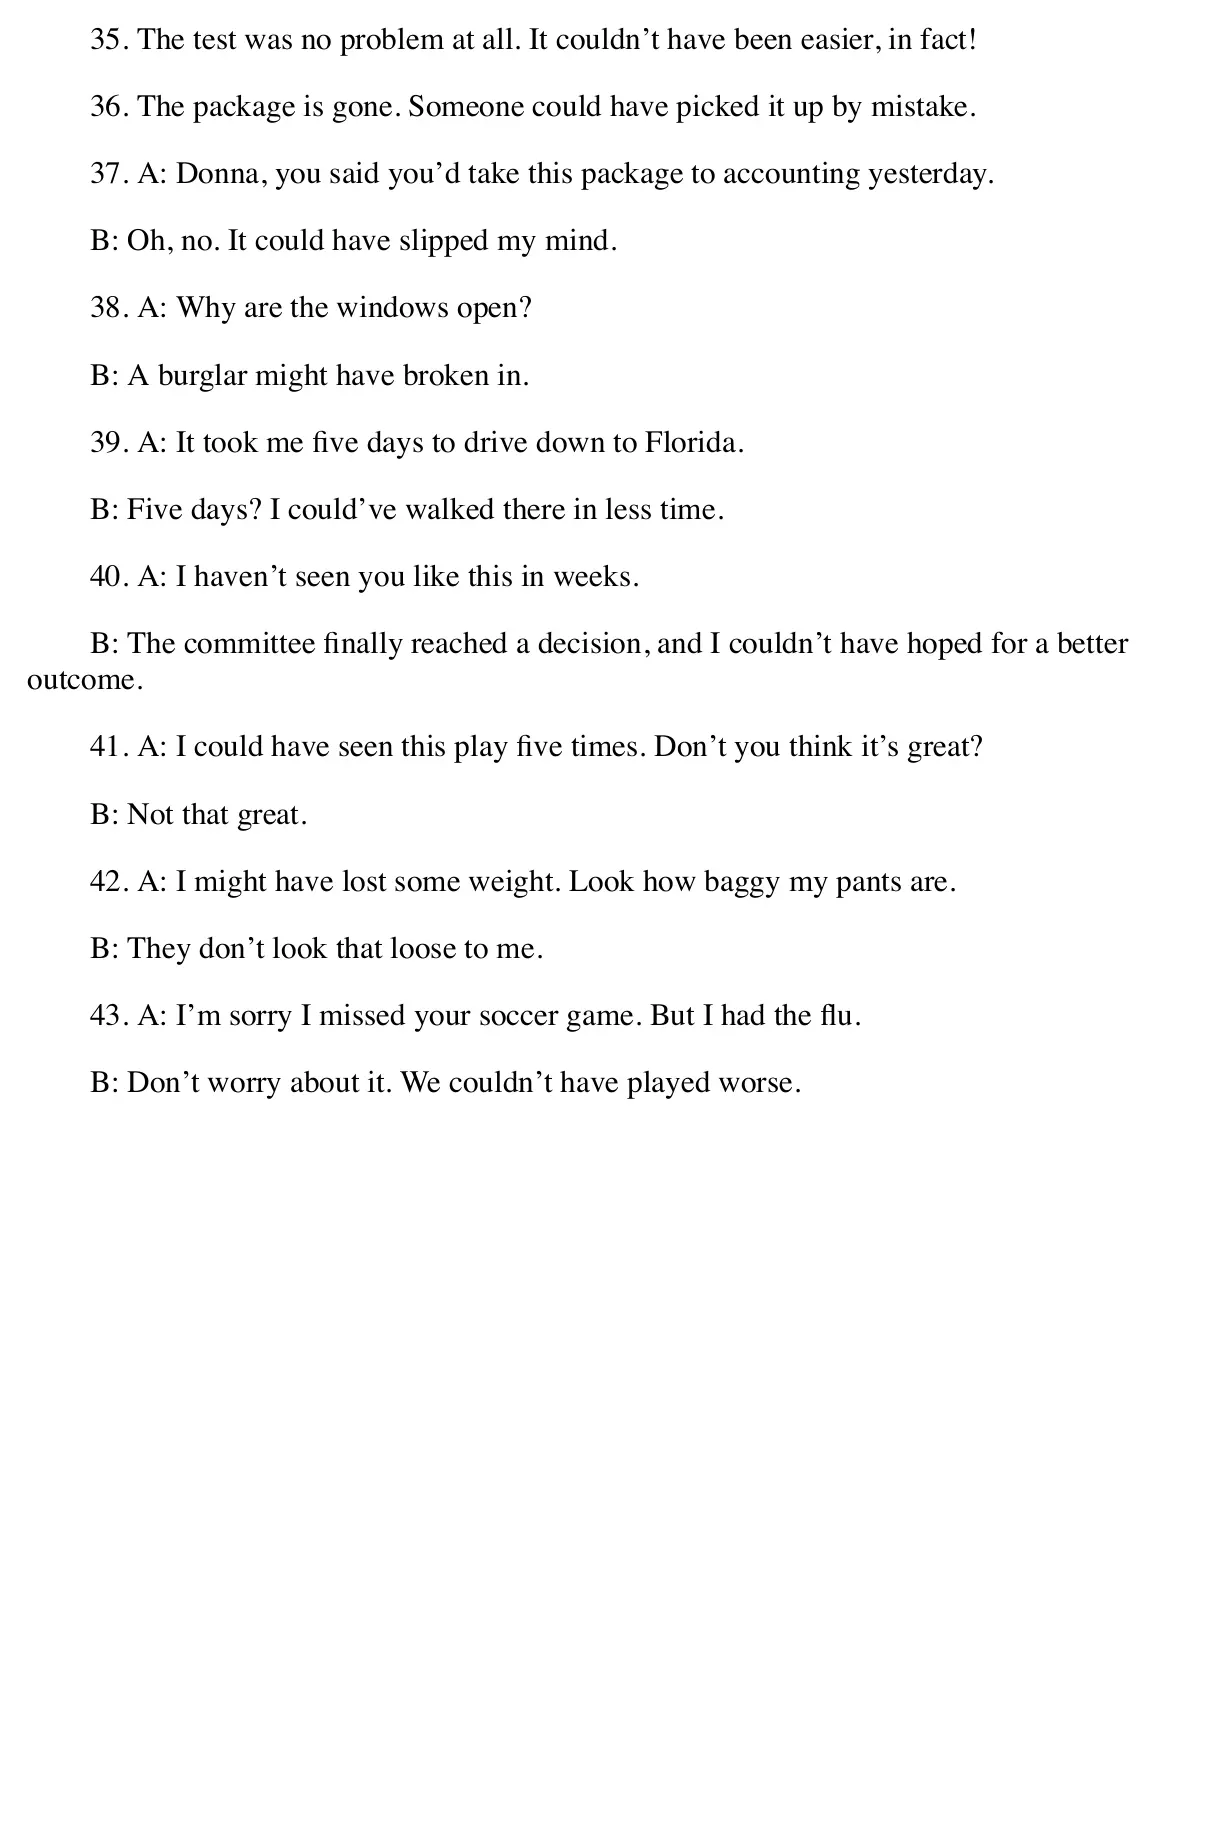 35. The test was no problem at all. It couldn’t have been easier, in fact!
36. The package is gone. Someone could have picked it up by mistake.
37. A: Donna, you said you’d take this package to accounting yesterday.
B: Oh, no. It could have slipped my mind.
38. A: Why are the windows open?
B: A burglar might have broken in.
39. A: It took me five days to drive down to Florida.
B: Five days? I could’ve walked there in less time.
40. A: I haven’t seen you like this in weeks.
B: The committee finally reached a decision, and I couldn’t have hoped for a better
outcome.
41. A: I could have seen this play five times. Don’t you think it’s great?
B: Not that great.
42. A: I might have lost some weight. Look how baggy my pants are.
B: They don’t look that loose to me.
43. A: I’m sorry I missed your soccer game. But I had the flu.
B: Don’t worry about it. We couldn’t have played worse.